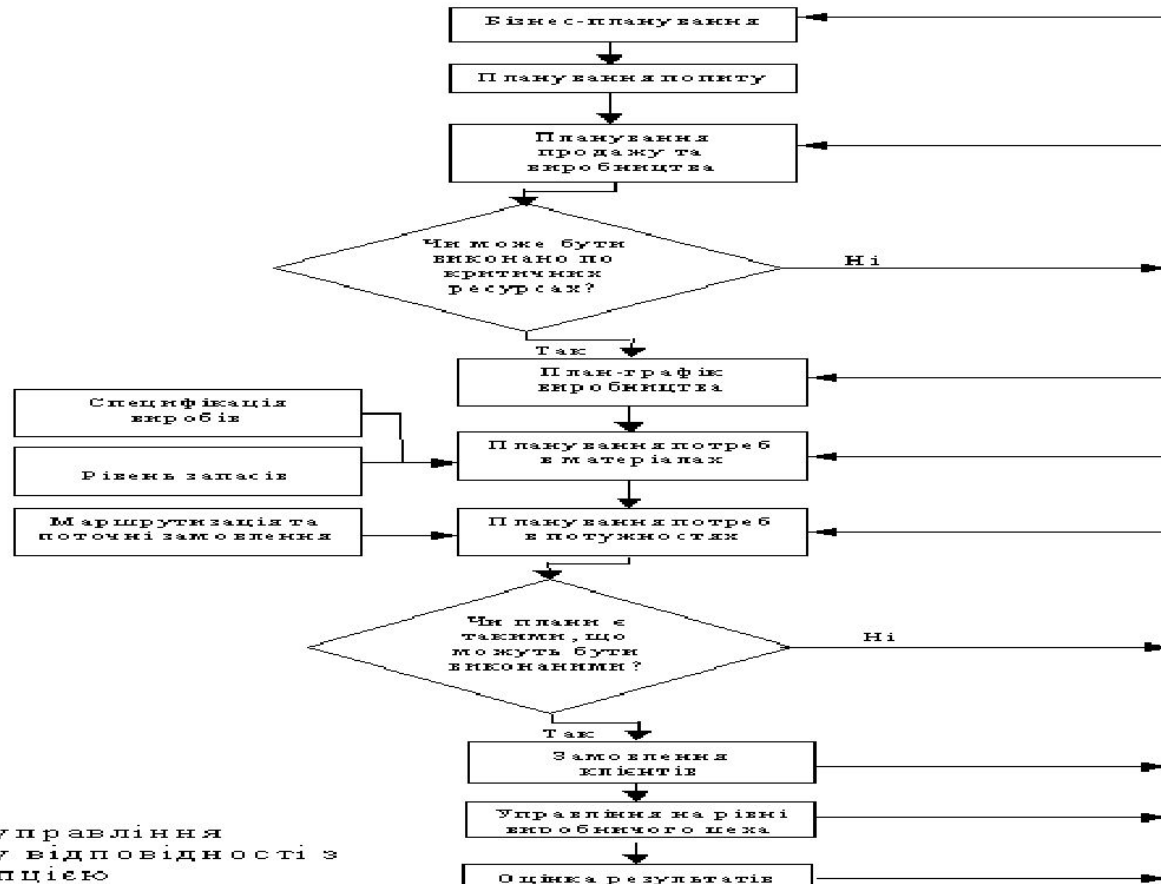 Бізнес-планування
Планування попиту
Планування
продажу та
виробництва
Чи може бути
виконано по
критичних
ресурсах?
Ні
Так
План-графік
виробництва
Специфікація
виробів
Планування потреб
в матеріалах
Рівень запасів
Маршрутизація та
поточні замовлення
Планування потреб
в потужностях
Чи плани є
такими, що
можуть бути
виконаними?
Ні
Так
Замовлення
клієнтів
Управління на рівні
виробничого цеха
управління
у відповідності з
пцією
Оцінка результатів